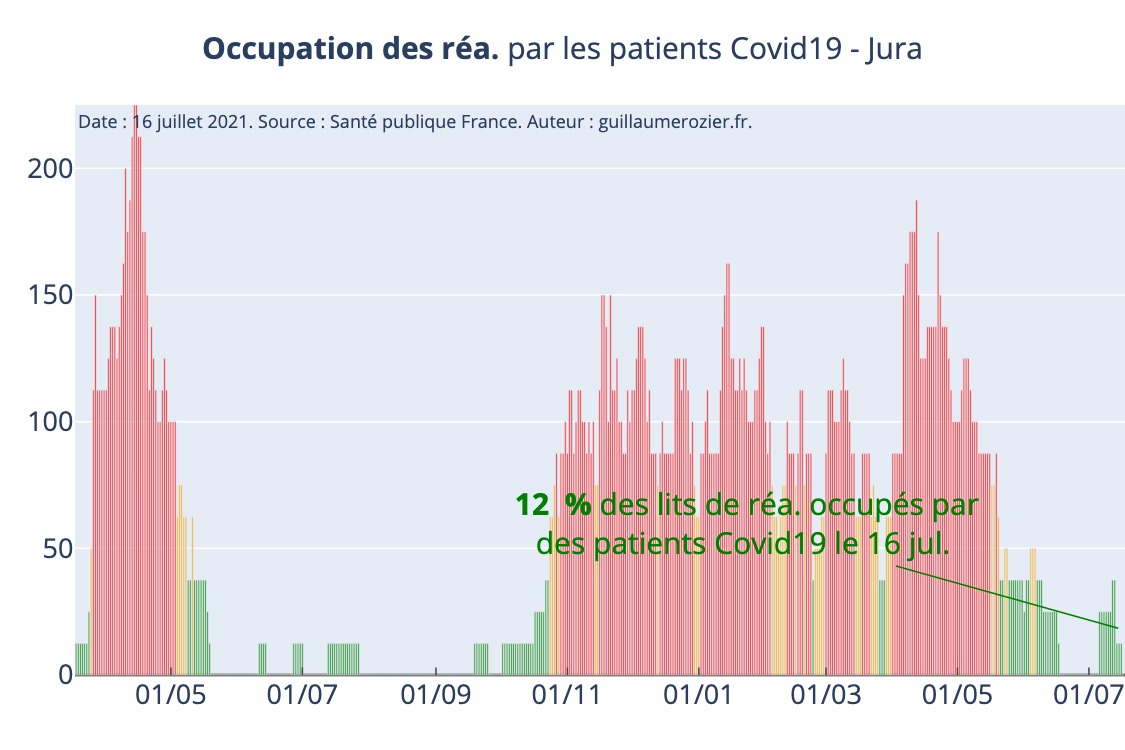 Occupation des réa. par les patients Covid19 - Jura
Date : 16 juillet 2021. Source : Santé publique France. Auteur : guillaumerozier.fr.
200
150
100
50
0
12 % des lits de réa. occupés par
des patients Covid19 le 16 jul.
01/05 01/07 01/09 01/11 01/01 01/03 01/05 01/07